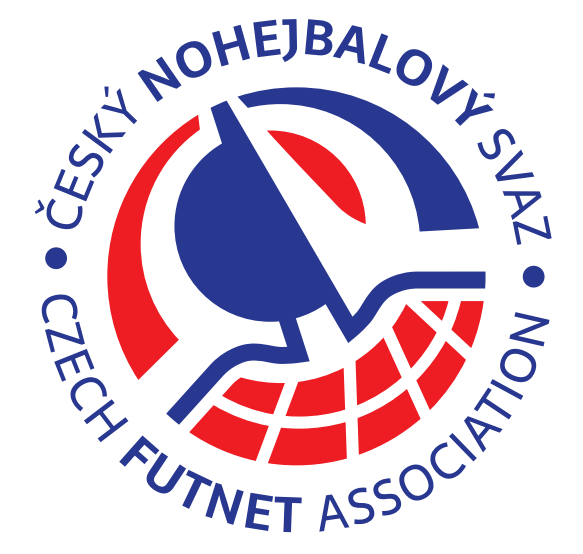 ČESKÝ NOHEJBALOVÝ SVAZ
CZECH FUTNET ASSOCIATION